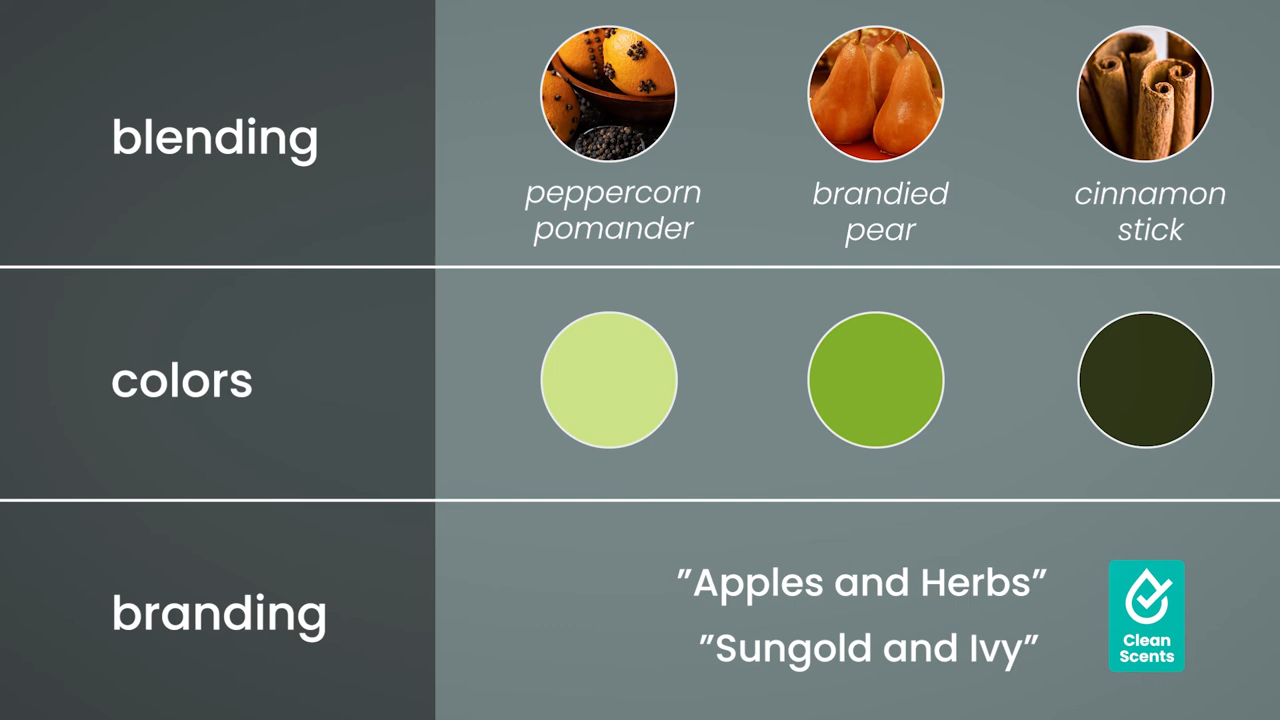 blending
peppercorn
pomander
brandied
pear
cinnamon
stick
colors
branding
”Apples and Herbs”
”Sungold and Ivy”
Clean
Scents